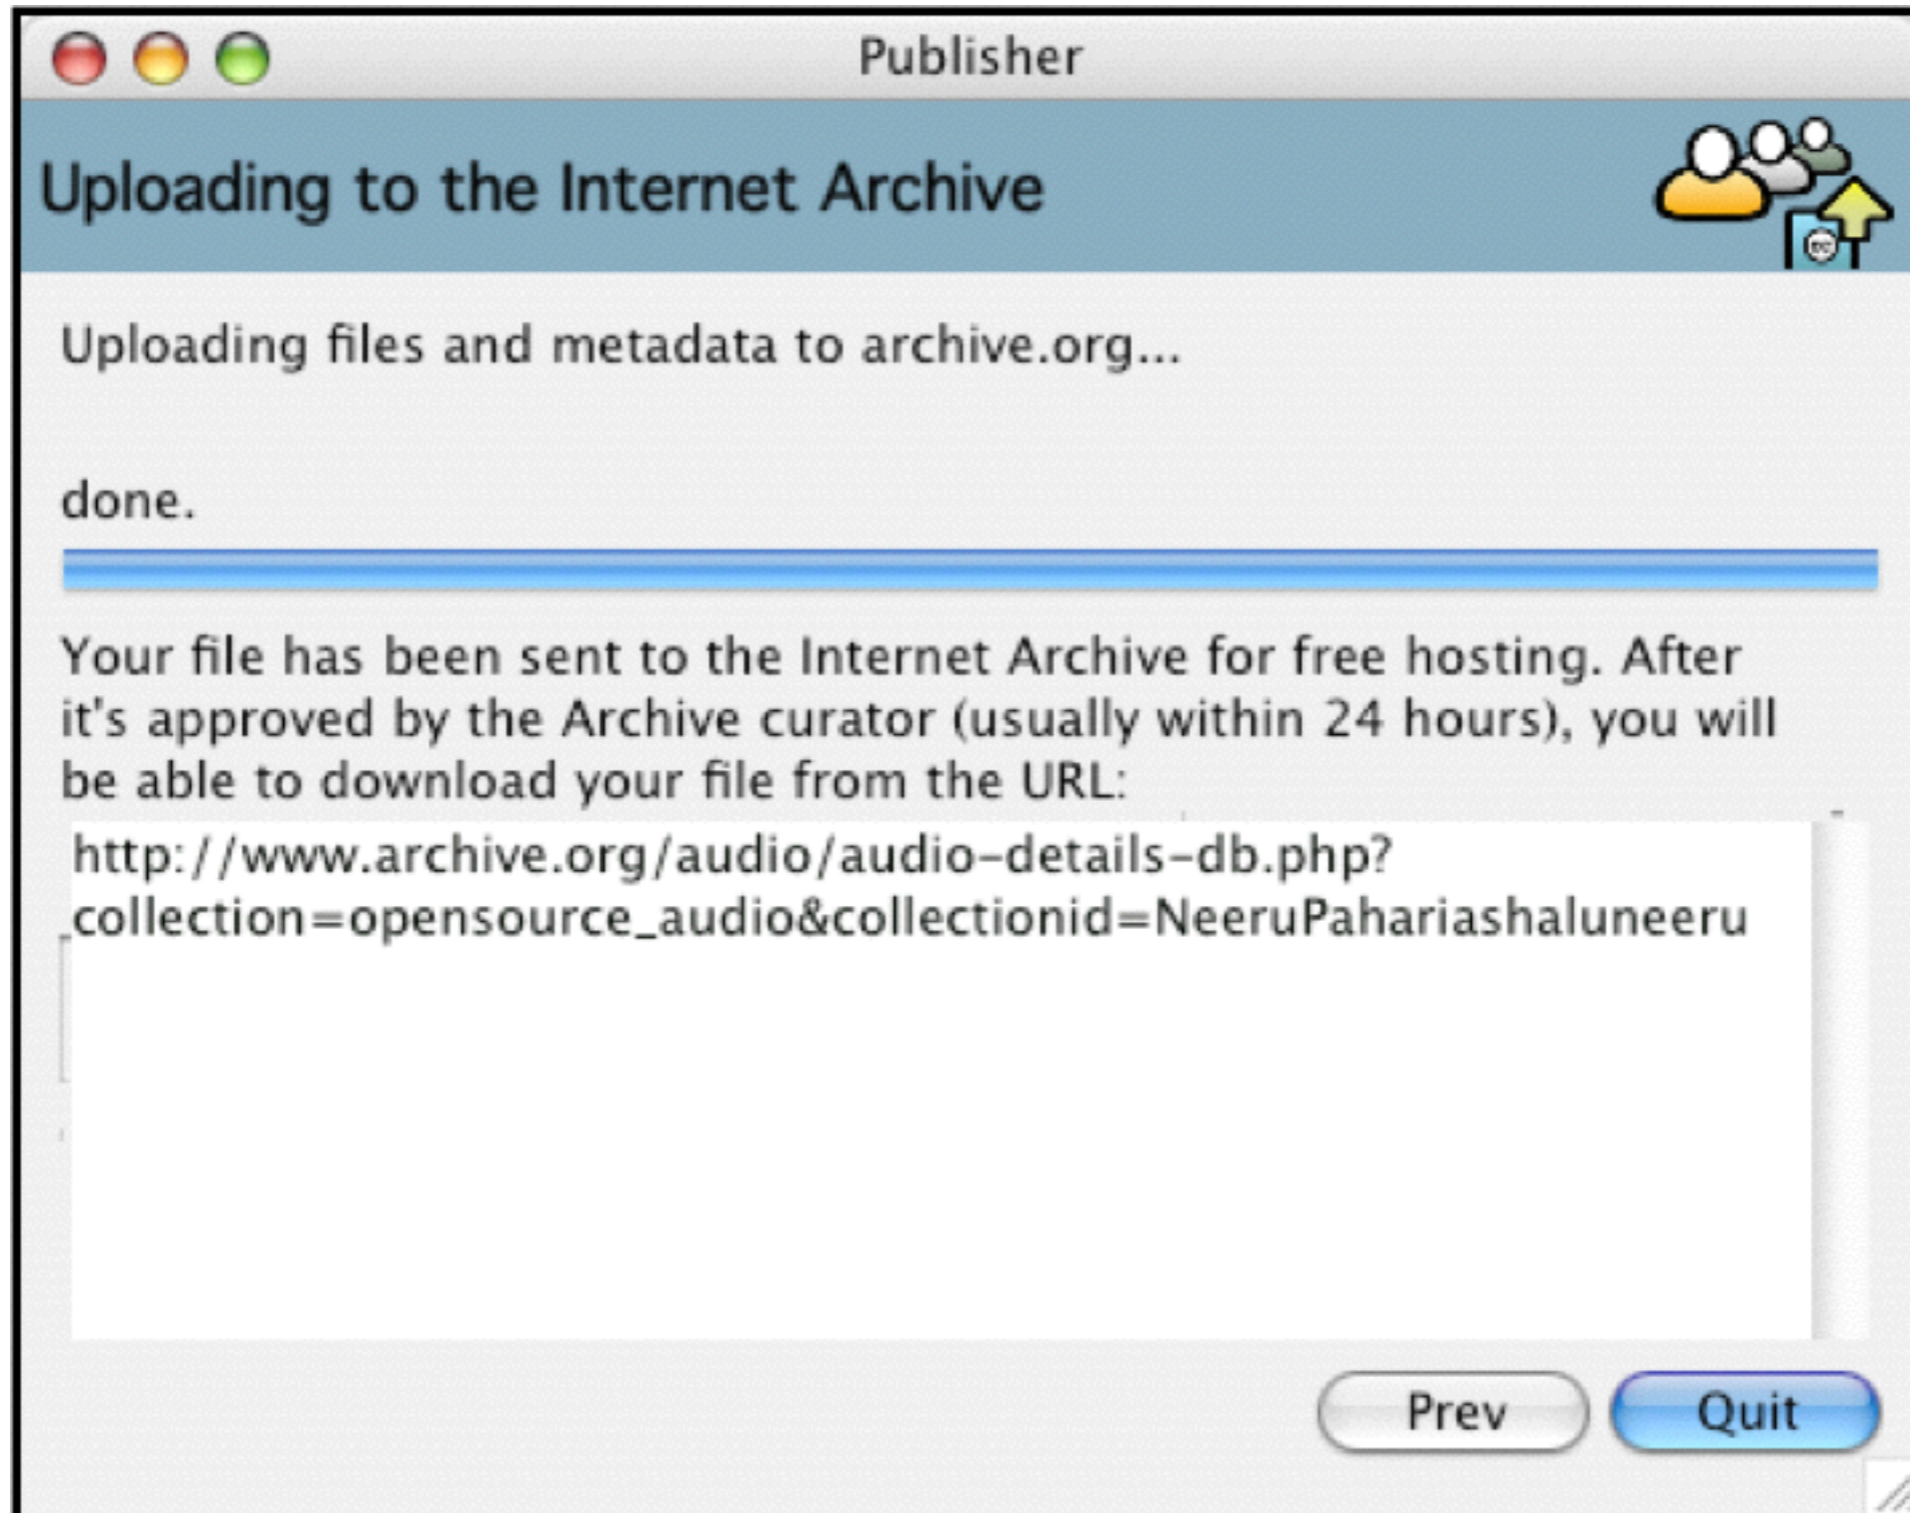 Publisher
Uploading to the Internet Archive
cc
Uploading files and metadata to archive.org...
done.
Your file has been sent to the Internet Archive for free hosting. After
it's approved by the Archive curator (usually within 24 hours), you will
be able to download your file from the URL:
http://www.archive.org/audio/audio-details-db.php?
collection=opensource_audio&collectionid=NeeruPahariashaluneeru
Prev
Quit